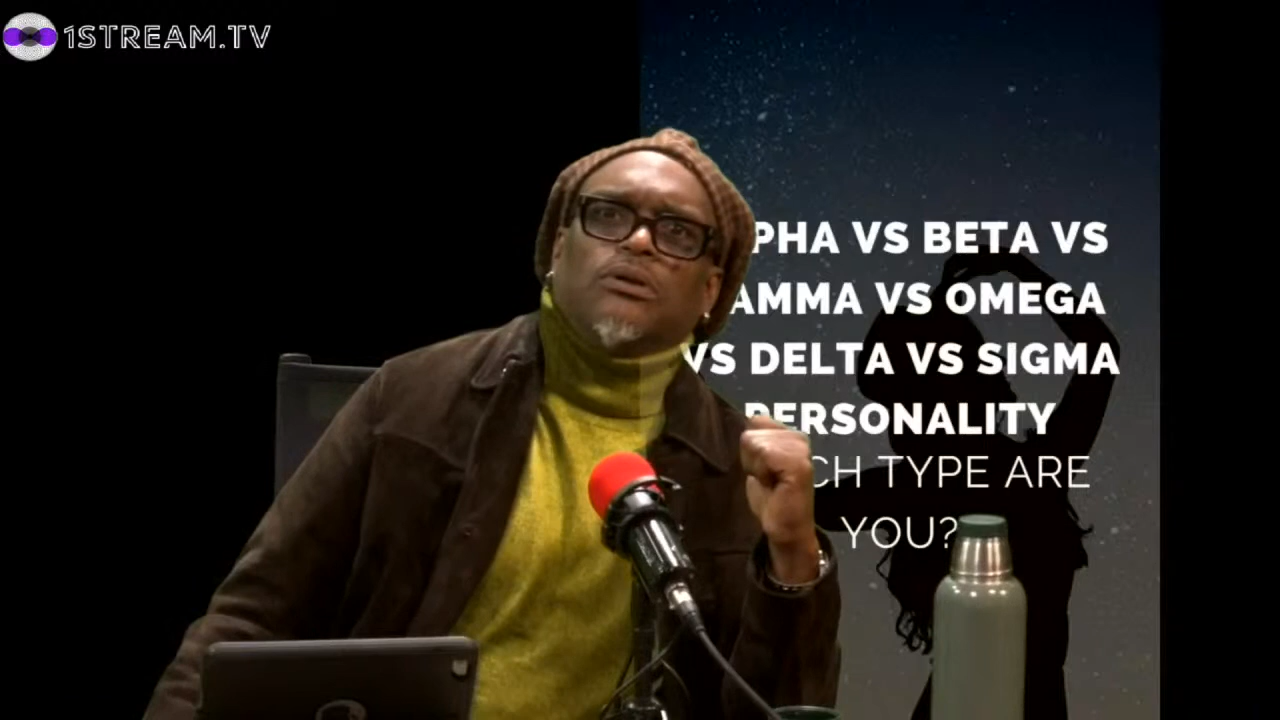 1STREAM.TV
PHA VS BETA VS
AMMA VS OMEGA
VS DELTA VS SIGMA
PERSONALITY
CH TYPE ARE
YOU?